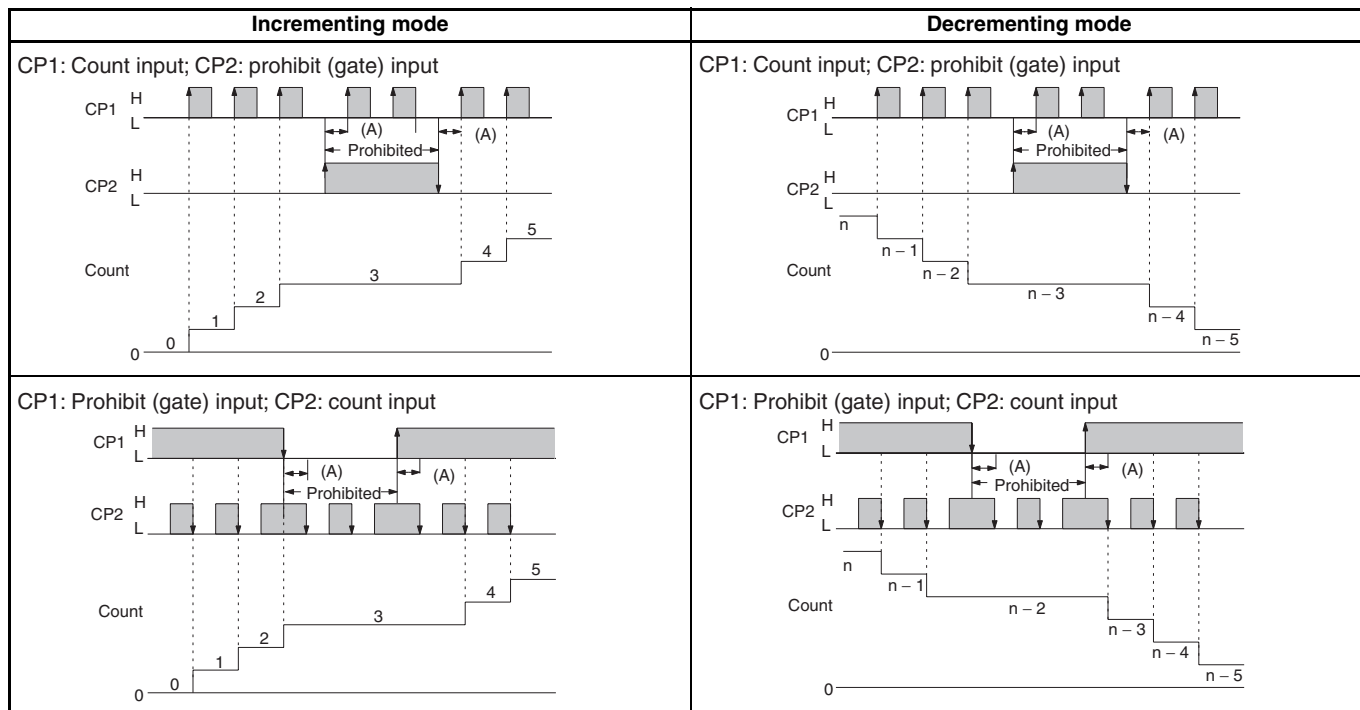 Incrementing mode
Decrementing mode
CP1: Count input; CP2: prohibit (gate) input
CP1 H
L
(A)
(A)
Prohibited
CP2 H
L
Count
0
0
1
2
3
4
5
CP1: Count input; CP2: prohibit (gate) input
CP1 H
L
(A)
(A)
Prohibited
CP2 H
L
n
n – 1
n – 2
n – 3
n – 4
n – 5
Count
0
CP1: Prohibit (gate) input; CP2: count input
CP1 H
L
(A)
(A)
Prohibited
CP2 H
L
Count
0
0
1
2
3
4
5
CP1: Prohibit (gate) input; CP2: count input
CP1 H
L
(A)
(A)
Prohibited
CP2 H
L
n
n – 1
n – 2
n – 3
n – 4
n – 5
Count
0